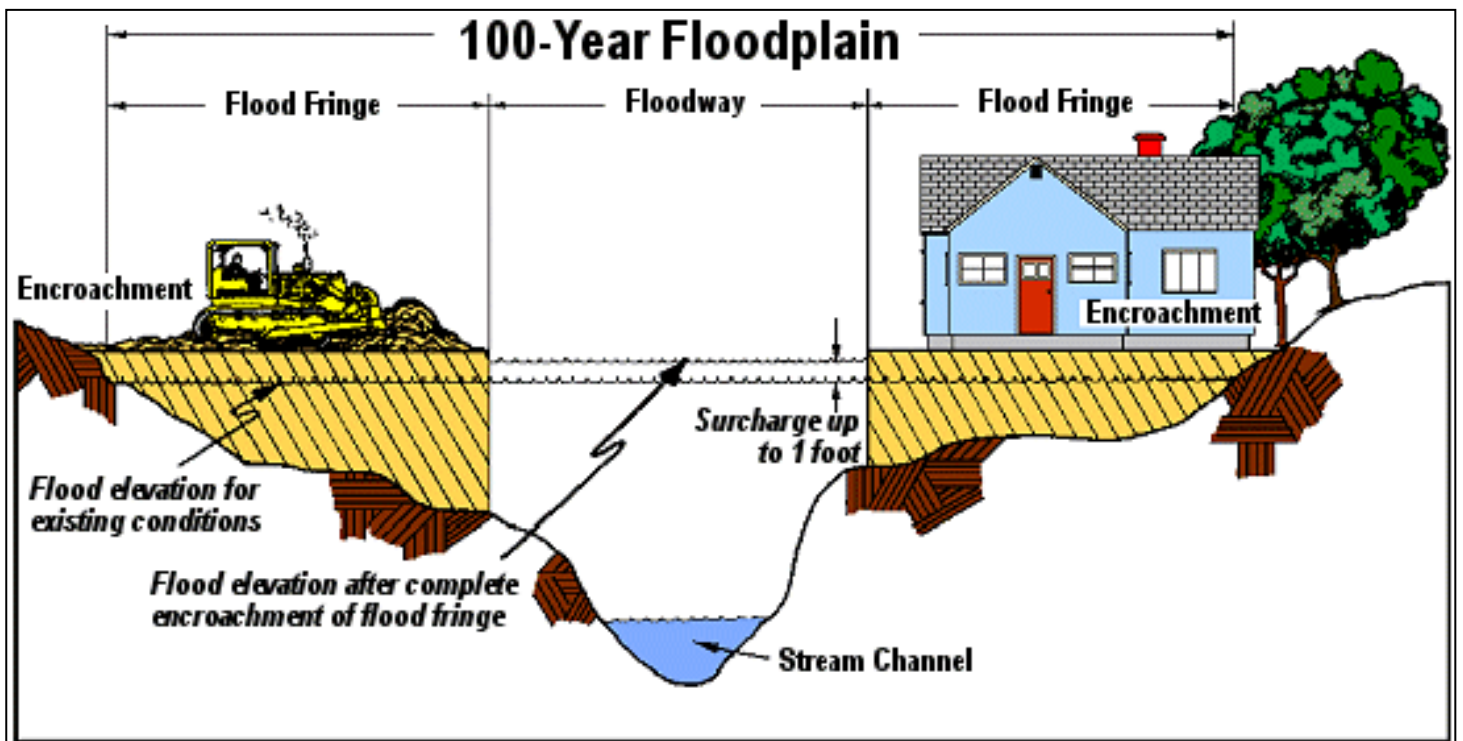 100-Year Floodplain
Flood Fringe
Floodway
Flood Fringe
Encroachment
Encroachment
Surcharge up
to 1 foot
Flood elevation for
existing conditions
Flood elevation after complete
encroachment of flood fringe
Stream Channel